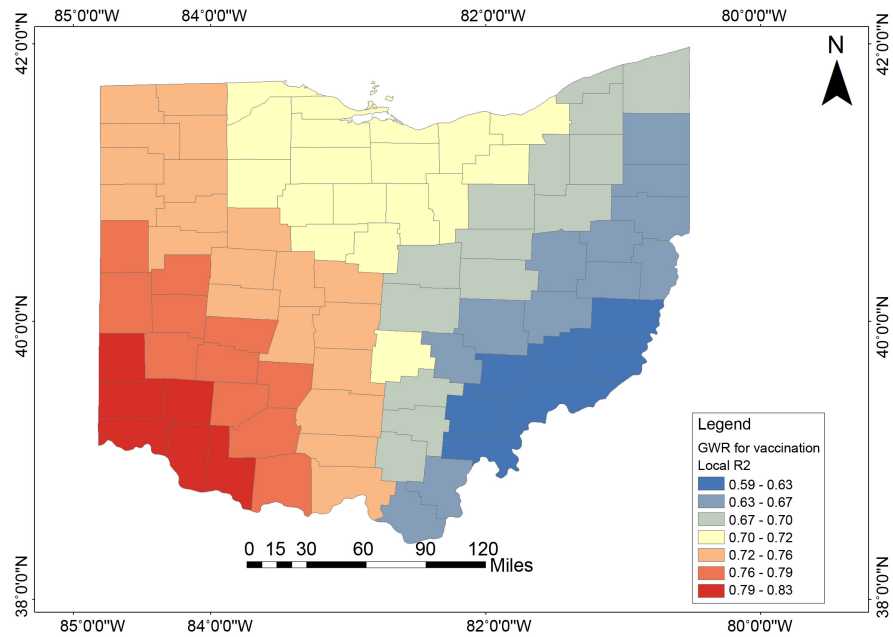 85°0'0"W 84°0'0"W 82°0'0"W 80°0'0"W
42°0'0"N 42°0'0"N
N
40°0'0"N 40°0'0"N
Legend
GWR for vaccination
Local R2
0.59 - 0.63
0.63 - 0.67
0.67 - 0.70
0.70 - 0.72
0.72 - 0.76
0.76 - 0.79
0.79 - 0.83
0 15 30 60 90 120
Miles
38°0'0"N 38°0'0"N
85°0'0"W 84°0'0"W 82°0'0"W 80°0'0"W